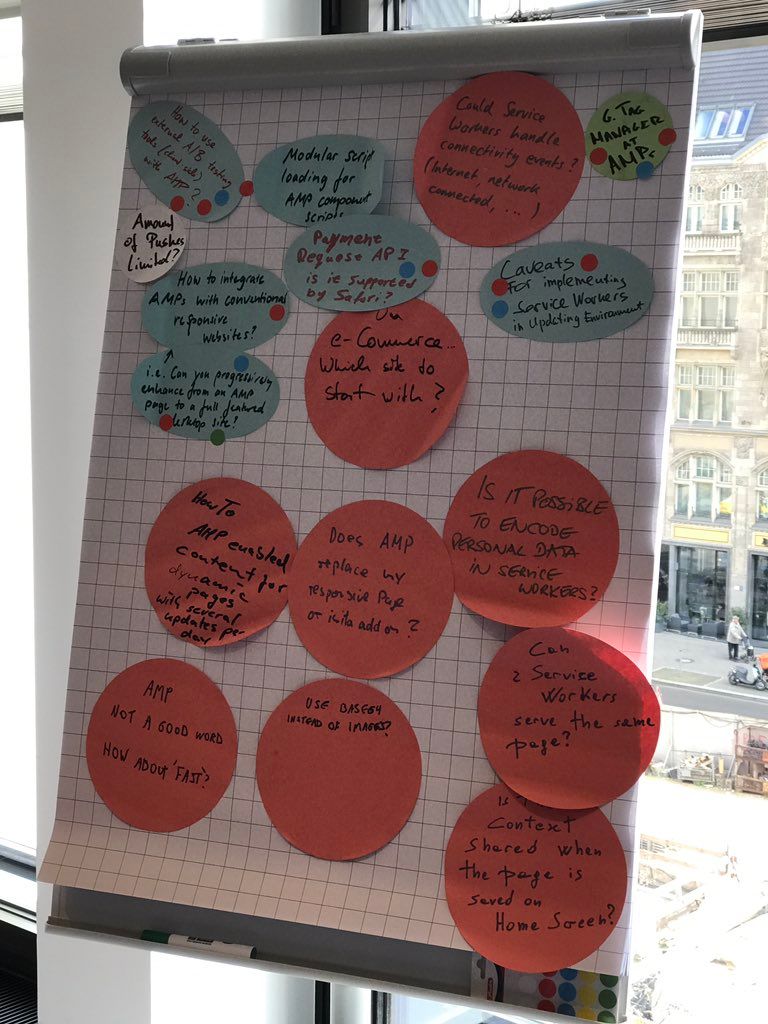 How to use
external A/B testing
tools (client side)
with AMP?
Modular script
loading for
AMP component
scripts
Could Service
Workers handle
connectivity events?
(Internet, network
connected, ...)
G. TAG
MANAGER
AT
AMPs
Amount
of Pushes
Limited?
Payment
Request API
is it supported
by Safari?
How to integrate
AMPs with conventional
responsive
websites?
Caveats
For implementing
Service Workers
in Updating Environment
i.e. Can you progressively
enhance from an AMP
page to a full featured
desktop site?
On
e-Commerce...
Which site do
start with?
How To
AMP enabled
content for
dynamic
pages
with several
updates per
day
Does AMP
replace my
responsive Page
or is it a add on?
IS IT POSSIBLE
TO ENCODE
PERSONAL DATA
IN SERVICE
WORKERS?
AMP
NOT A GOOD WORD
HOW ABOUT 'FAST'?
USE BASE64
INSTEAD OF IMAGES?
Can
2 Service
Workers
serve the same
page?
Is
Context
Shared when
the page is
saved on
Home Screen?